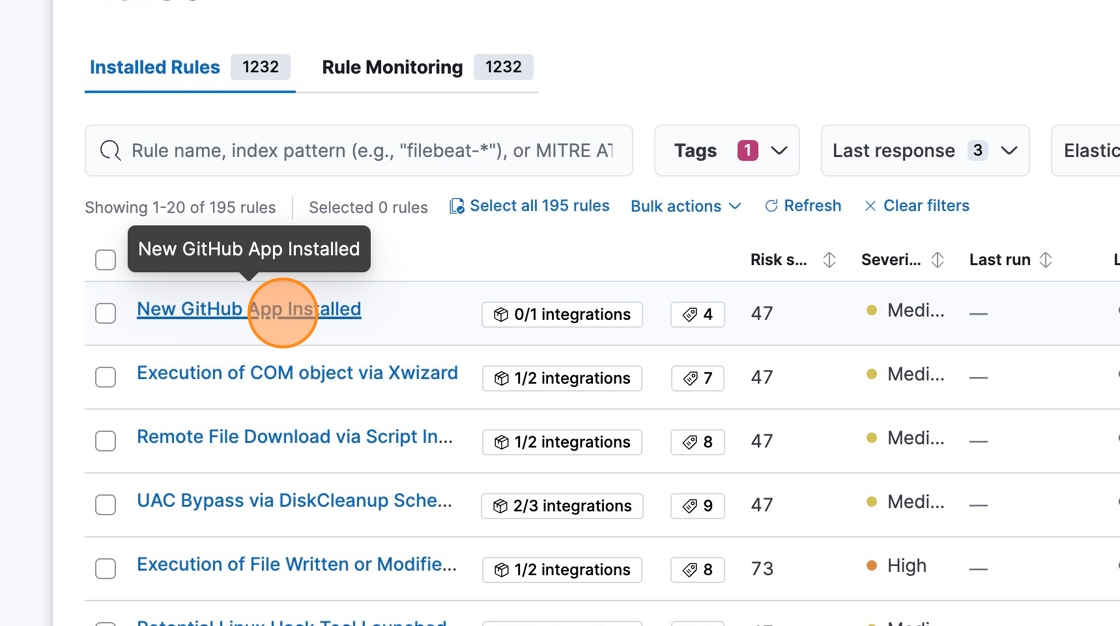 Installed Rules 1232 Rule Monitoring 1232
Rule name, index pattern (e.g., "filebeat-*"), or MITRE AT
Tags 1 Last response 3 Elastic
Showing 1-20 of 195 rules Selected 0 rules Select all 195 rules Bulk actions Refresh Clear filters
New GitHub App Installed
Risk s... Severi... Last run
New GitHub App Installed 0/1 integrations 4 47 Medi... —
Execution of COM object via Xwizard 1/2 integrations 7 47 Medi... —
Remote File Download via Script In... 1/2 integrations 8 47 Medi... —
UAC Bypass via DiskCleanup Sche... 2/3 integrations 9 47 Medi... —
Execution of File Written or Modifie... 1/2 integrations 8 73 High —
Potential Linux Hack Tool Launched